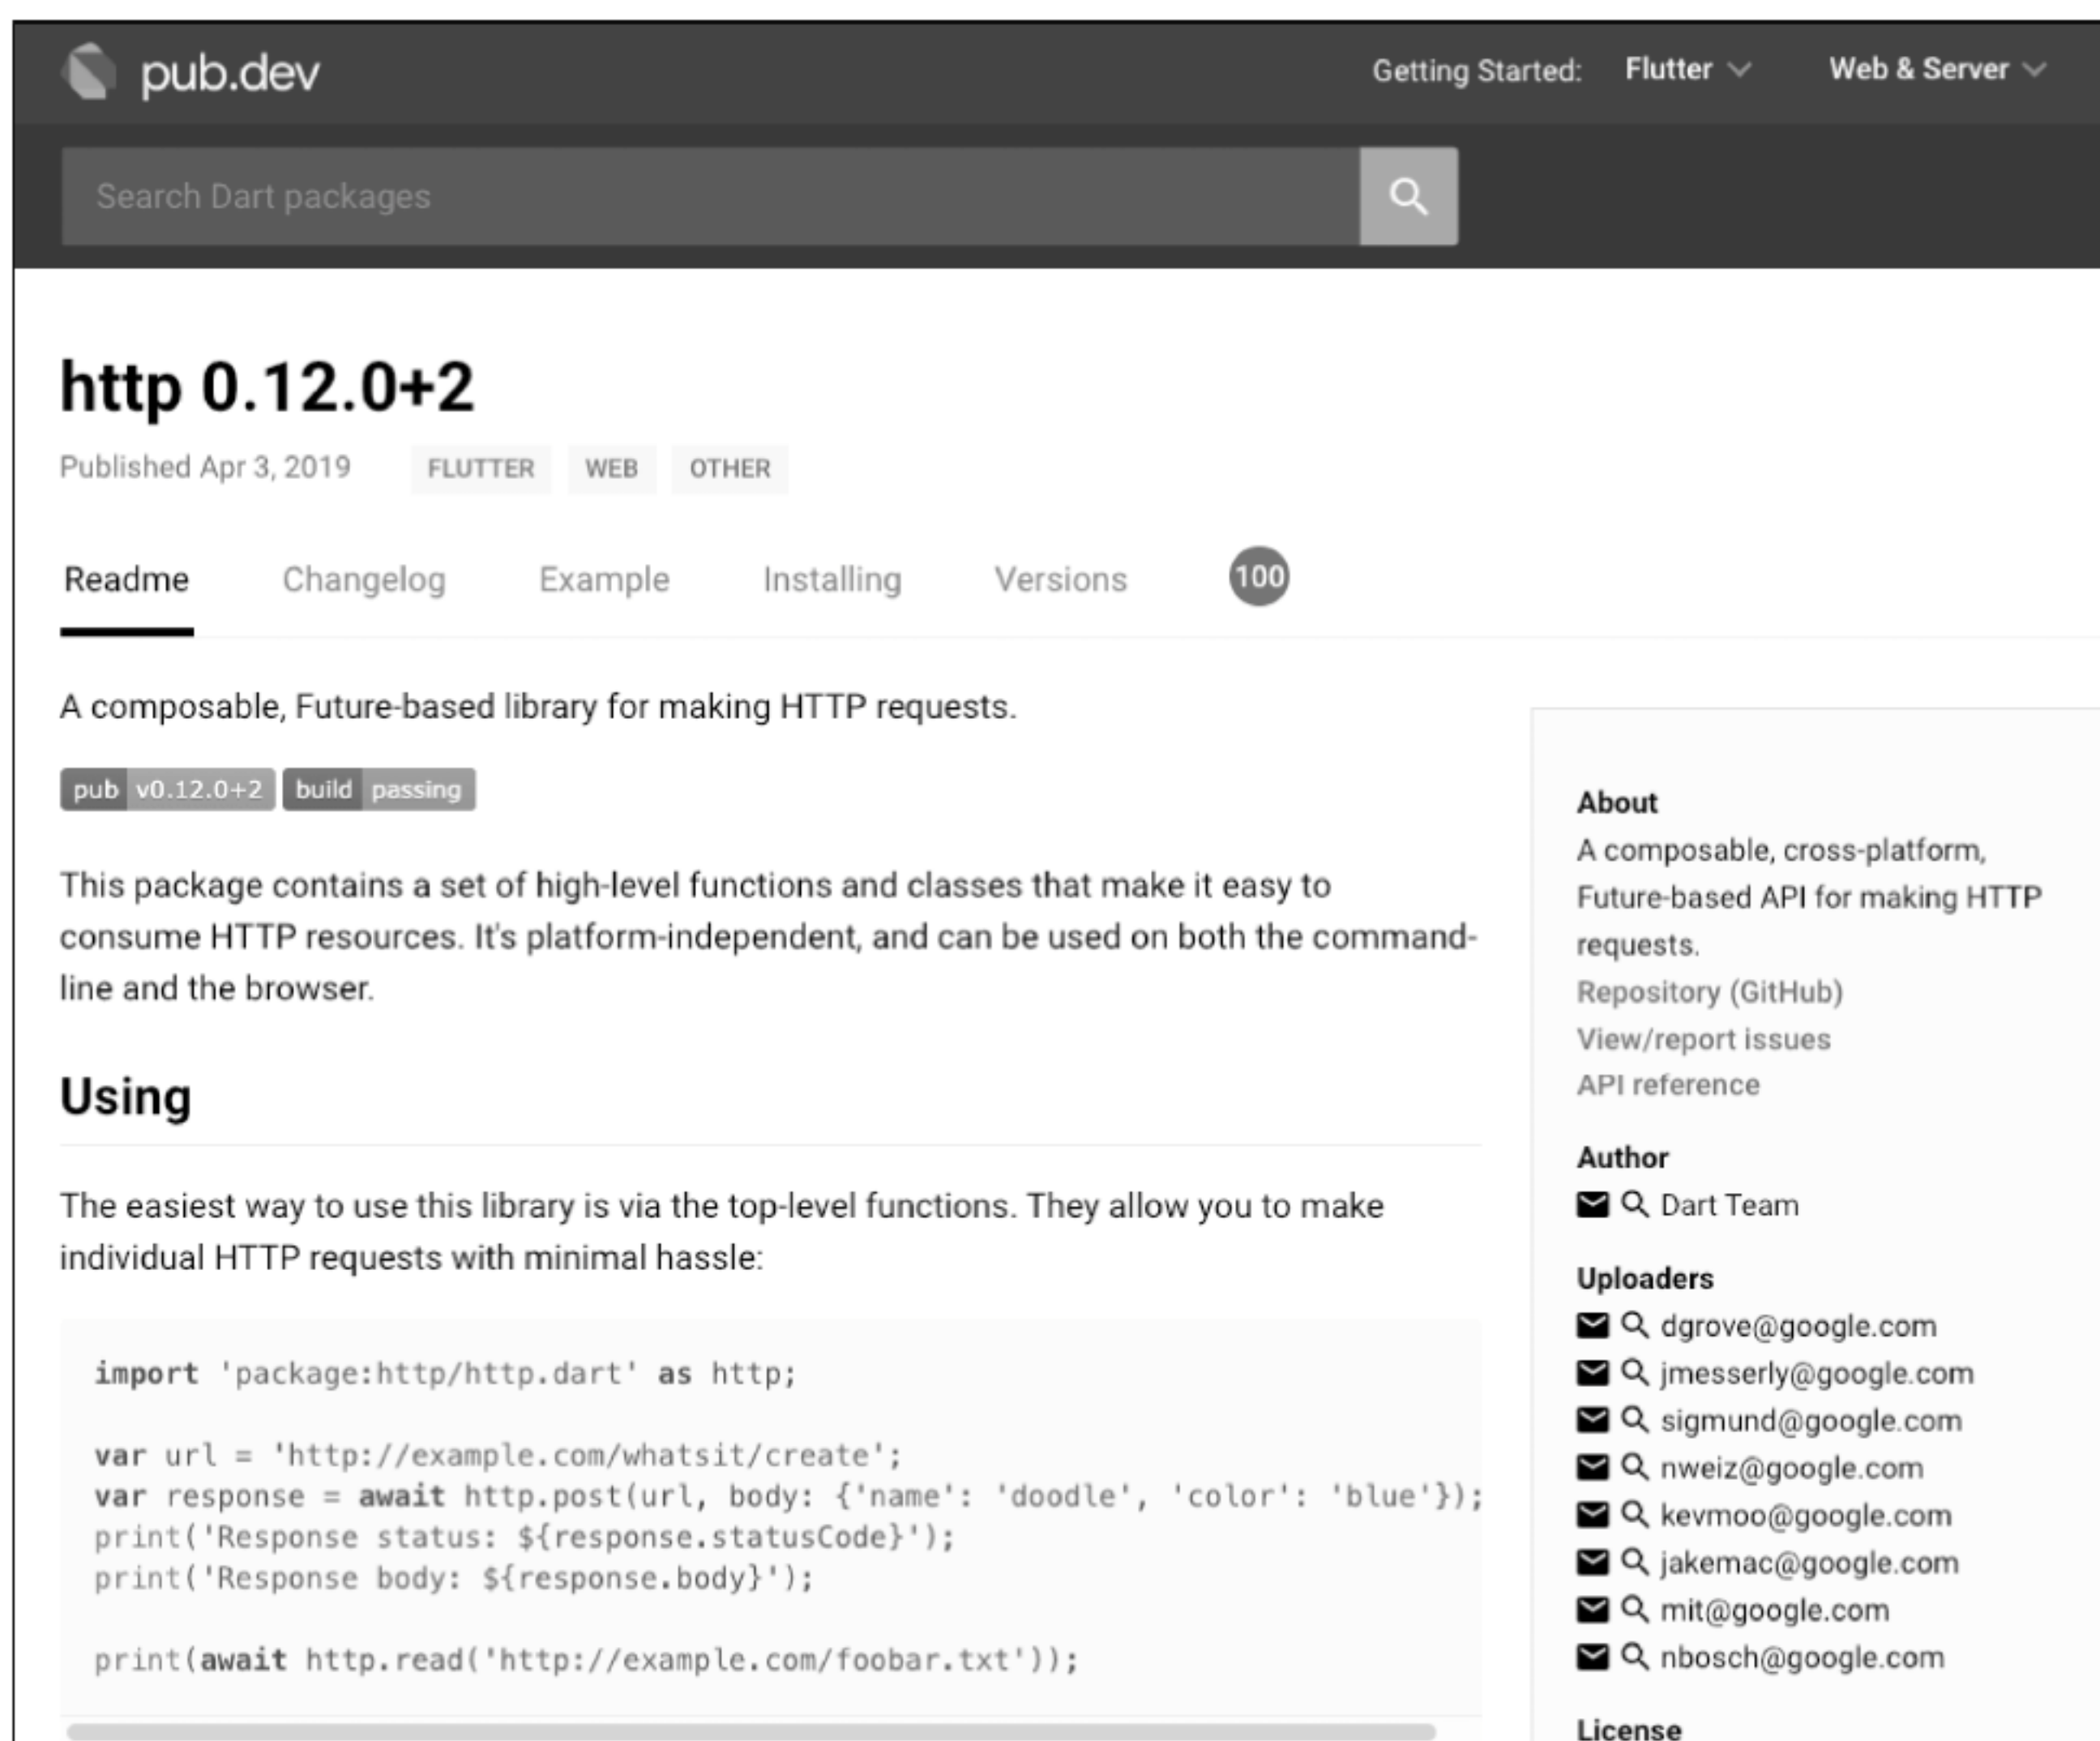 pub.dev
Getting Started: Flutter Web & Server
Search Dart packages
http 0.12.0+2
Published Apr 3, 2019 FLUTTER WEB OTHER
Readme Changelog Example Installing Versions 100
A composable, Future-based library for making HTTP requests.
pub v0.12.0+2 build passing
This package contains a set of high-level functions and classes that make it easy to
consume HTTP resources. It's platform-independent, and can be used on both the command-
line and the browser.
Using
The easiest way to use this library is via the top-level functions. They allow you to make
individual HTTP requests with minimal hassle:
import 'package:http/http.dart' as http;
var url = 'http://example.com/whatsit/create';
var response = await http.post(url, body: {'name': 'doodle', 'color': 'blue'});
print('Response status: ${response.statusCode}');
print('Response body: ${response.body}');
print(await http.read('http://example.com/foobar.txt'));
About
A composable, cross-platform,
Future-based API for making HTTP
requests.
Repository (GitHub)
View/report issues
API reference
Author
Dart Team
Uploaders
dgrove@google.com
jmesserly@google.com
sigmund@google.com
nweiz@google.com
kevmoo@google.com
jakemac@google.com
mit@google.com
nbosch@google.com
License